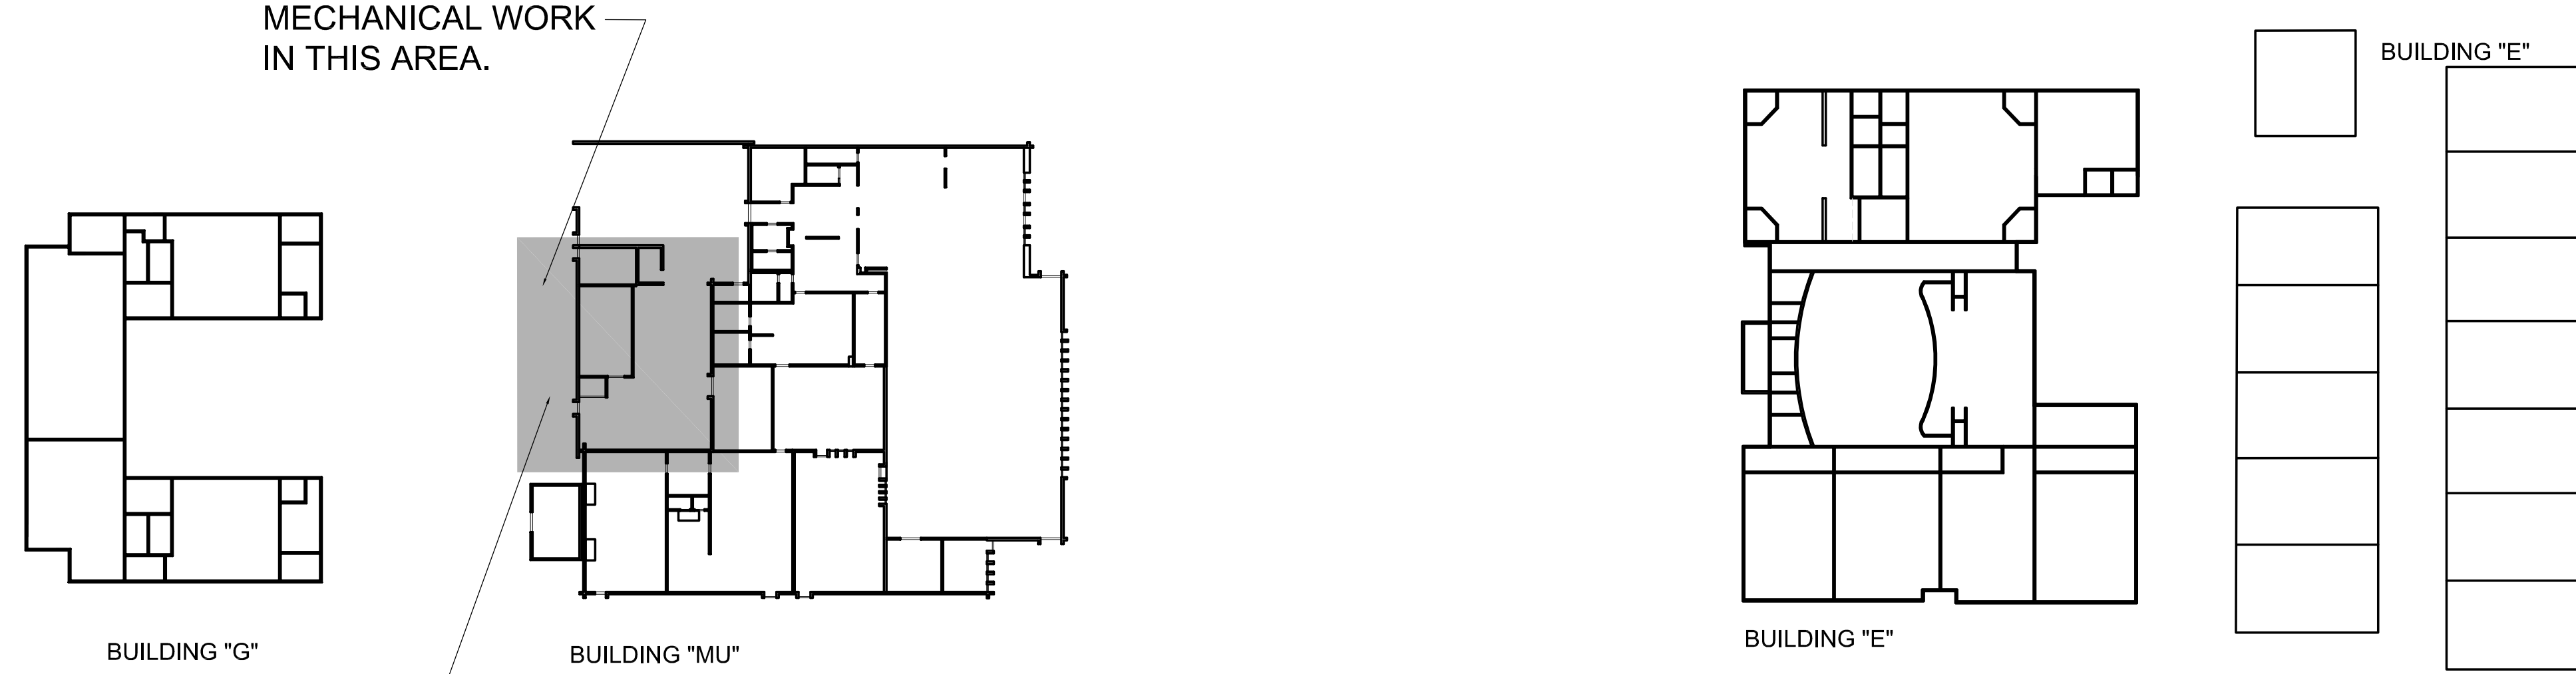 MECHANICAL WORK
IN THIS AREA.
BUILDING "E"
BUILDING "G"
BUILDING "MU"
BUILDING "E"